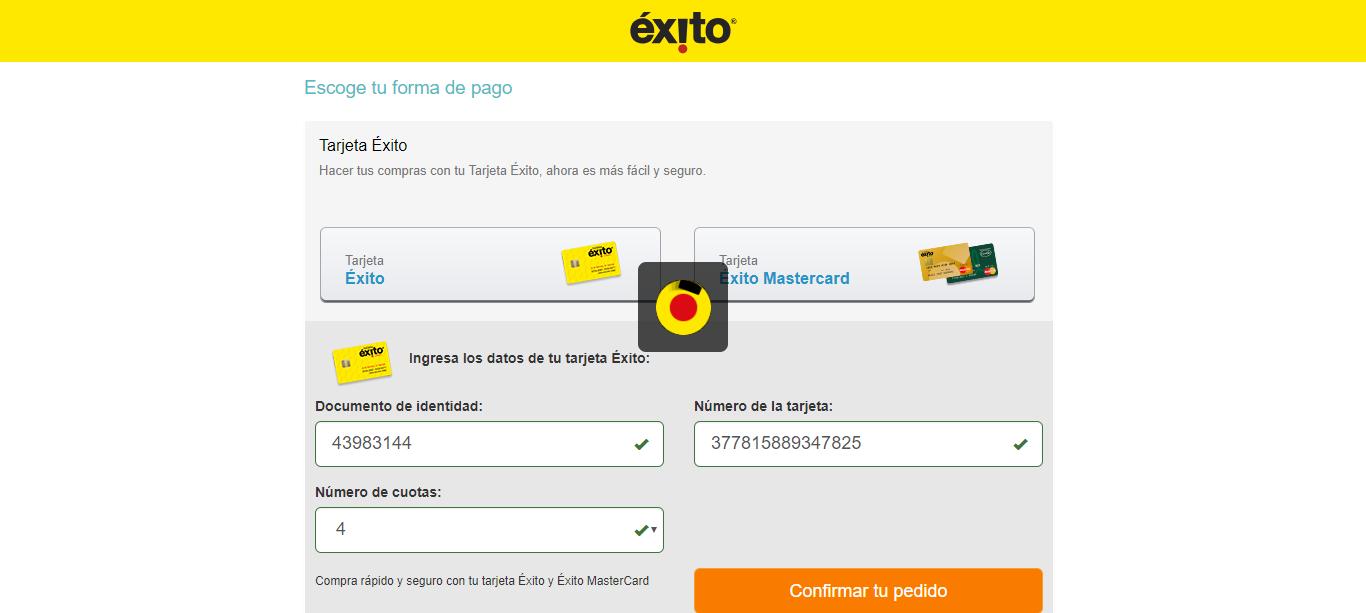 éxito®
Escoge tu forma de pago
Tarjeta Éxito
Hacer tus compras con tu Tarjeta Éxito, ahora es más fácil y seguro.
Tarjeta
Éxito
éxito
Tarjeta
Éxito Mastercard
éxito
éxito
Ingresa los datos de tu tarjeta Éxito:
Documento de identidad:
Número de la tarjeta:
43983144
377815889347825
Número de cuotas:
4
Compra rápido y seguro con tu tarjeta Éxito y Éxito MasterCard
Confirmar tu pedido